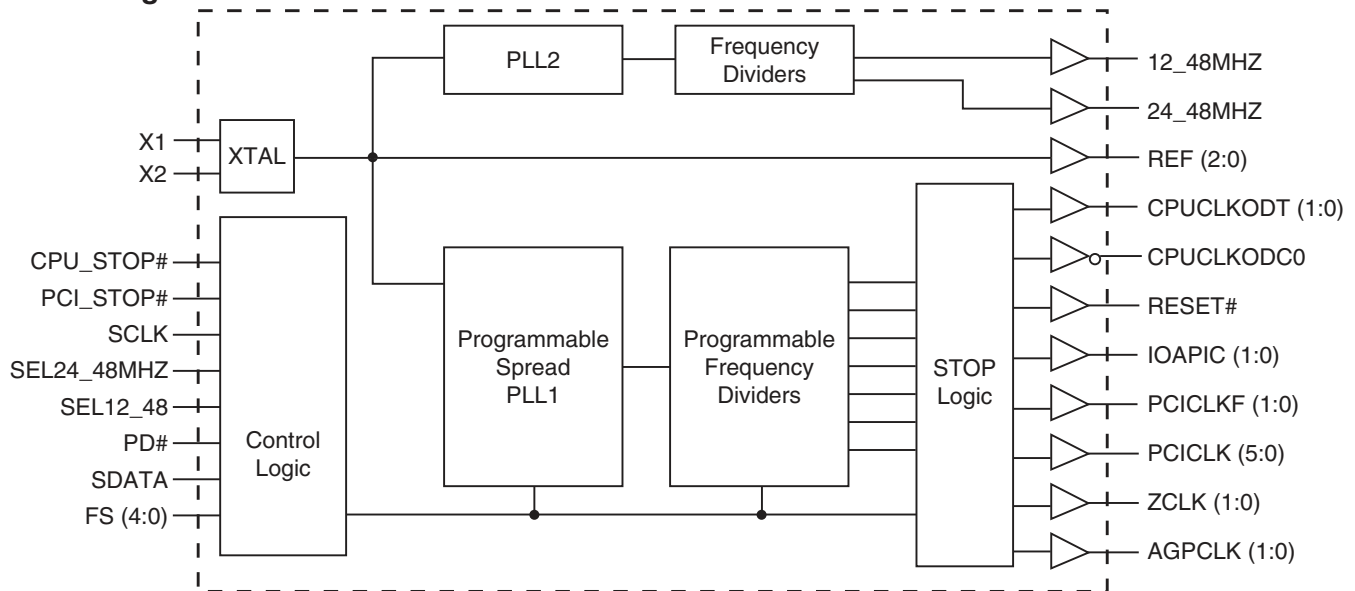 PLL2
Frequency
Dividers
12_48MHZ
24_48MHZ
X1
X2
XTAL
REF (2:0)
CPUCLKODT (1:0)
CPUCLKODC0
RESET#
IOAPIC (1:0)
PCICLKF (1:0)
PCICLK (5:0)
ZCLK (1:0)
AGPCLK (1:0)
CPU_STOP#
PCI_STOP#
SCLK
SEL24_48MHZ
SEL12_48
PD#
SDATA
FS (4:0)
Control
Logic
Programmable
Spread
PLL1
Programmable
Frequency
Dividers
STOP
Logic